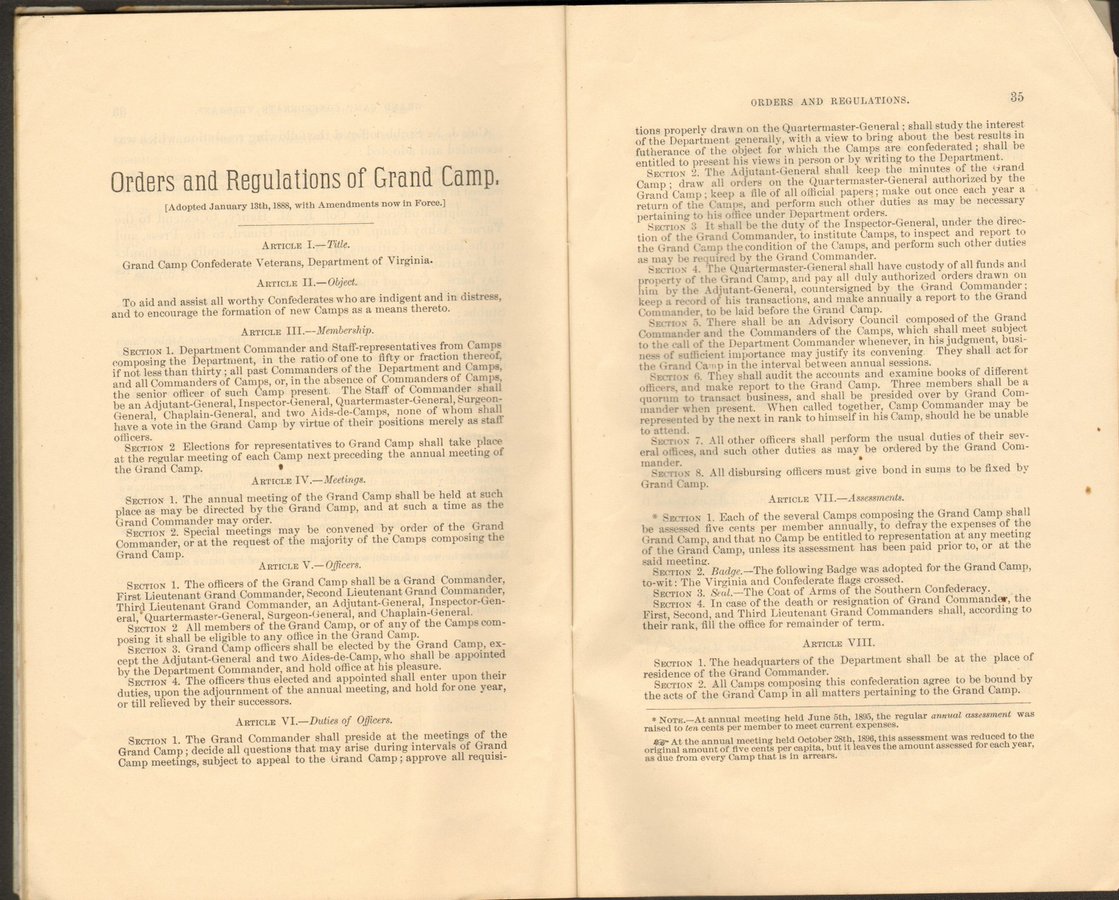 Orders and Regulations of Grand Camp.
[Adopted January 13th, 1888, with Amendments now in Force.]
ARTICLE I.—Title.
Grand Camp Confederate Veterans, Department of Virginia.
ARTICLE II.—Object.
To aid and assist all worthy Confederates who are indigent and in distress,
and to encourage the formation of new Camps as a means thereto.
ARTICLE III.—Membership.
SECTION 1. Department Commander and Staff-representatives from Camps
composing the Department, in the ratio of one to fifty or fraction thereof,
if not less than thirty; all past Commanders of the Department and Camps,
and all Commanders of Camps, or, in the absence of Commanders of Camps,
the senior officer of such Camp present. The Staff of Commander shall
be an Adjutant-General, Inspector-General, Quartermaster-General, Surgeon-
General, Chaplain-General, and two Aids-de-Camps, none of whom shall
have a vote in the Grand Camp by virtue of their positions merely as staff
officers.
SECTION 2 Elections for representatives to Grand Camp shall take place
at the regular meeting of each Camp next preceding the annual meeting of
the Grand Camp.
ARTICLE IV.—Meetings.
SECTION 1. The annual meeting of the Grand Camp shall be held at such
place as may be directed by the Grand Camp, and at such a time as the
Grand Commander may order.
SECTION 2. Special meetings may be convened by order of the Grand
Commander, or at the request of the majority of the Camps composing the
Grand Camp.
ARTICLE V.—Officers.
SECTION 1. The officers of the Grand Camp shall be a Grand Commander,
First Lieutenant Grand Commander, Second Lieutenant Grand Commander,
Third Lieutenant Grand Commander, an Adjutant-General, Inspector-Gen-
eral, Quartermaster-General, Surgeon-General, and Chaplain-General.
SECTION 2 All members of the Grand Camp, or of any of the Camps com-
posing it shall be eligible to any office in the Grand Camp.
SECTION 3. Grand Camp officers shall be elected by the Grand Camp, ex-
cept the Adjutant-General and two Aides-de-Camp, who shall be appointed
by the Department Commander, and hold office at his pleasure.
SECTION 4. The officers thus elected and appointed shall enter upon their
duties, upon the adjournment of the annual meeting, and hold for one year,
or till relieved by their successors.
ARTICLE VI.—Duties of Officers.
SECTION 1. The Grand Commander shall preside at the meetings of the
Grand Camp; decide all questions that may arise during intervals of Grand
Camp meetings, subject to appeal to the Grand Camp; approve all requisi-
ORDERS AND REGULATIONS. 35
tions properly drawn on the Quartermaster-General; shall study the interest
of the Department generally, with a view to bring about the best results in
futherance of the object for which the Camps are confederated; shall be
entitled to present his views in person or by writing to the Department.
SECTION 2. The Adjutant-General shall keep the minutes of the Grand
Camp; draw all orders on the Quartermaster-General authorized by the
Grand Camp; keep a file of all official papers; make out once each year a
return of the Camps, and perform such other duties as may be necessary
pertaining to his office under Department orders.
SECTION 3 It shall be the duty of the Inspector-General, under the direc-
tion of the Grand Commander, to institute Camps, to inspect and report to
the Grand Camp the condition of the Camps, and perform such other duties
as may be required by the Grand Commander.
SECTION 4. The Quartermaster-General shall have custody of all funds and
property of the Grand Camp, and pay all duly authorized orders drawn on
him by the Adjutant-General, countersigned by the Grand Commander;
keep a record of his transactions, and make annually a report to the Grand
Commander, to be laid before the Grand Camp.
SECTION 5. There shall be an Advisory Council composed of the Grand
Commander and the Commanders of the Camps, which shall meet subject
to the call of the Department Commander whenever, in his judgment, busi-
ness of sufficient importance may justify its convening They shall act for
the Grand Camp in the interval between annual sessions.
SECTION 6. They shall audit the accounts and examine books of different
officers, and make report to the Grand Camp. Three members shall be a
quorum to transact business, and shall be presided over by Grand Com-
mander when present. When called together, Camp Commander may be
represented by the next in rank to himself in his Camp, should he be unable
to attend.
SECTION 7. All other officers shall perform the usual duties of their sev-
eral offices, and such other duties as may be ordered by the Grand Com-
mander.
SECTION 8. All disbursing officers must give bond in sums to be fixed by
Grand Camp.
ARTICLE VII.—Assessments.
* SECTION 1. Each of the several Camps composing the Grand Camp shall
be assessed five cents per member annually, to defray the expenses of the
Grand Camp, and that no Camp be entitled to representation at any meeting
of the Grand Camp, unless its assessment has been paid prior to, or at the
said meeting.
SECTION 2. Badge.—The following Badge was adopted for the Grand Camp,
to-wit: The Virginia and Confederate flags crossed.
SECTION 3. Seal.—The Coat of Arms of the Southern Confederacy.
SECTION 4. In case of the death or resignation of Grand Commander, the
First, Second, and Third Lieutenant Grand Commanders shall, according to
their rank, fill the office for remainder of term.
ARTICLE VIII.
SECTION 1. The headquarters of the Department shall be at the place of
residence of the Grand Commander.
SECTION 2. All Camps composing this confederation agree to be bound by
the acts of the Grand Camp in all matters pertaining to the Grand Camp.
* NOTE.—At annual meeting held June 5th, 1895, the regular annual assessment was
raised to ten cents per member to meet current expenses.
☞ At the annual meeting held October 28th, 1896, this assessment was reduced to the
original amount of five cents per capita, but it leaves the amount assessed for each year,
as due from every Camp that is in arrears.